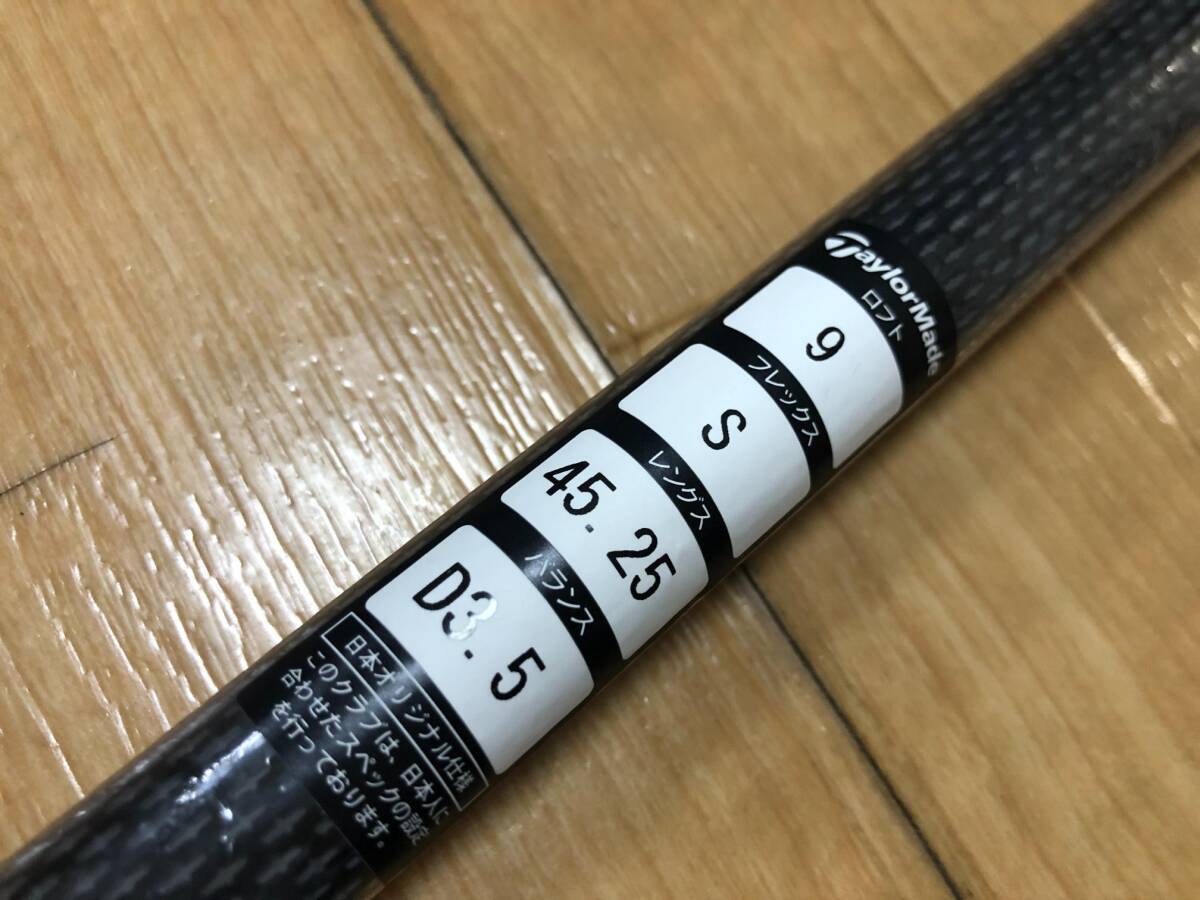 TaylorMade
ロフト
9
フレックス
S
レングス
45.25
バランス
D3.5
日本オリジナル仕様
このクラブは、日本人に
合わせたスペックの設定
を行っております。